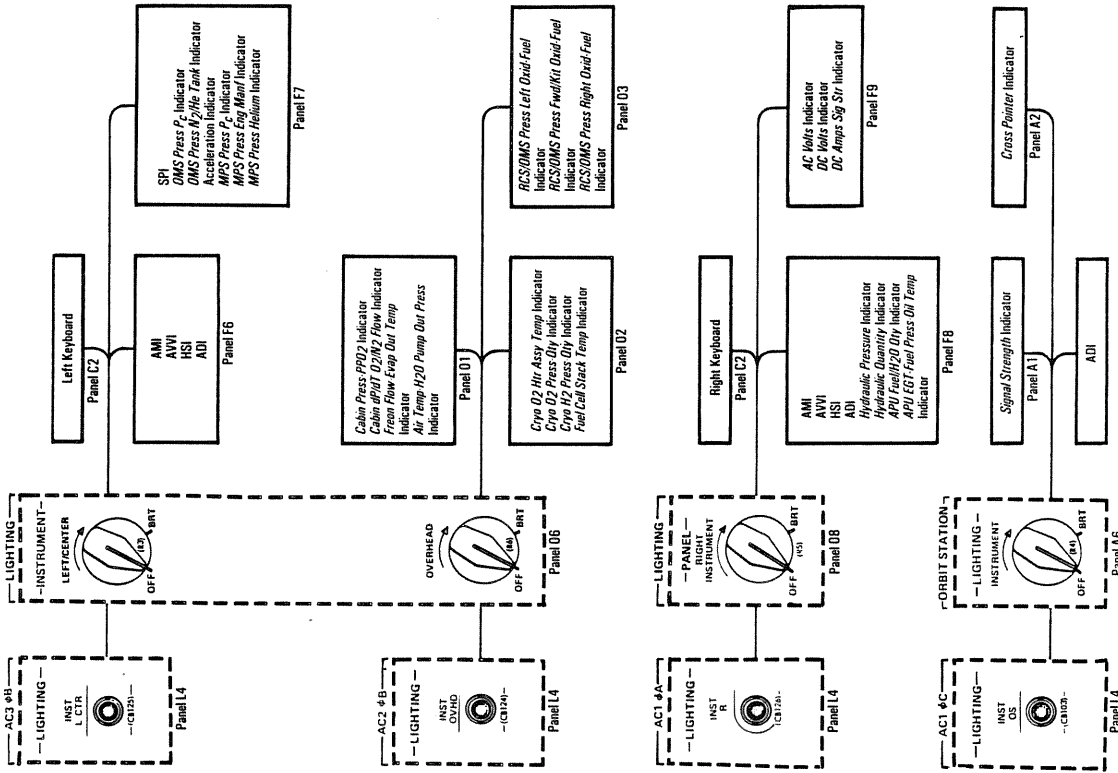 AC3 ϕB
LIGHTING
INST
L CTR
(CB125)
Panel L4
LIGHTING
INSTRUMENT
LEFT/CENTER
OFF
BRT
Left Keyboard
Panel C2
AMI
AVVI
HSI
ADI
Panel F6
SPI
OMS Press Pc Indicator
OMS Press N2/He Tank Indicator
Acceleration Indicator
MPS Press Pc Indicator
MPS Press Eng Manf Indicator
MPS Press Helium Indicator
Panel F7
AC2 ϕB
LIGHTING
INST
OVHD
(CB124)
Panel L4
OVERHEAD
OFF
(R6)
BRT
Panel O6
Cabin Press PPO2 Indicator
Cabin dP/dT O2/N2 Flow Indicator
Freon Flow Evap Out Temp
Indicator
Air Temp H2O Pump Out Press
Indicator
Panel O1
Cryo O2 Htr Assy Temp Indicator
Cryo O2 Press Qty Indicator
Cryo H2 Press Qty Indicator
Fuel Cell Stack Temp Indicator
Panel O2
RCS/OMS Press Left Oxid-Fuel
Indicator
RCS/OMS Press Fwd/Kit Oxid-Fuel
Indicator
RCS/OMS Press Right Oxid-Fuel
Indicator
Panel O3
AC1 ϕA
LIGHTING
INST
R
(CB126)
Panel L4
LIGHTING
PANEL
RIGHT
INSTRUMENT
OFF
BRT
Panel O8
Right Keyboard
Panel C2
AMI
AVVI
HSI
ADI
Hydraulic Pressure Indicator
Hydraulic Quantity Indicator
APU Fuel/H2O Qty Indicator
APU EGT-Fuel Press Oil Temp
Indicator
Panel F8
AC Volts Indicator
DC Volts Indicator
DC Amps Sig Str Indicator
Panel F9
AC1 ϕC
LIGHTING
INST
OS
Panel L4
ORBIT STATION
LIGHTING
INSTRUMENT
OFF
(R4)
BRT
Panel A6
Signal Strength Indicator
Panel A1
ADI
Cross Pointer Indicator
Panel A2